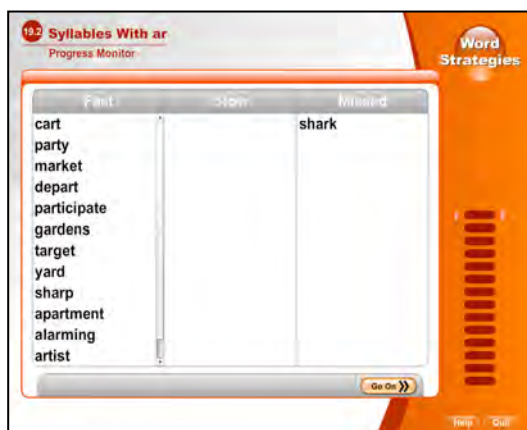 19.2 Syllables With ar
Progress Monitor
Word
Strategies
Fast Slow Missed
cart shark
party
market
depart
participate
gardens
target
yard
sharp
apartment
alarming
artist
Go On
Help Quit